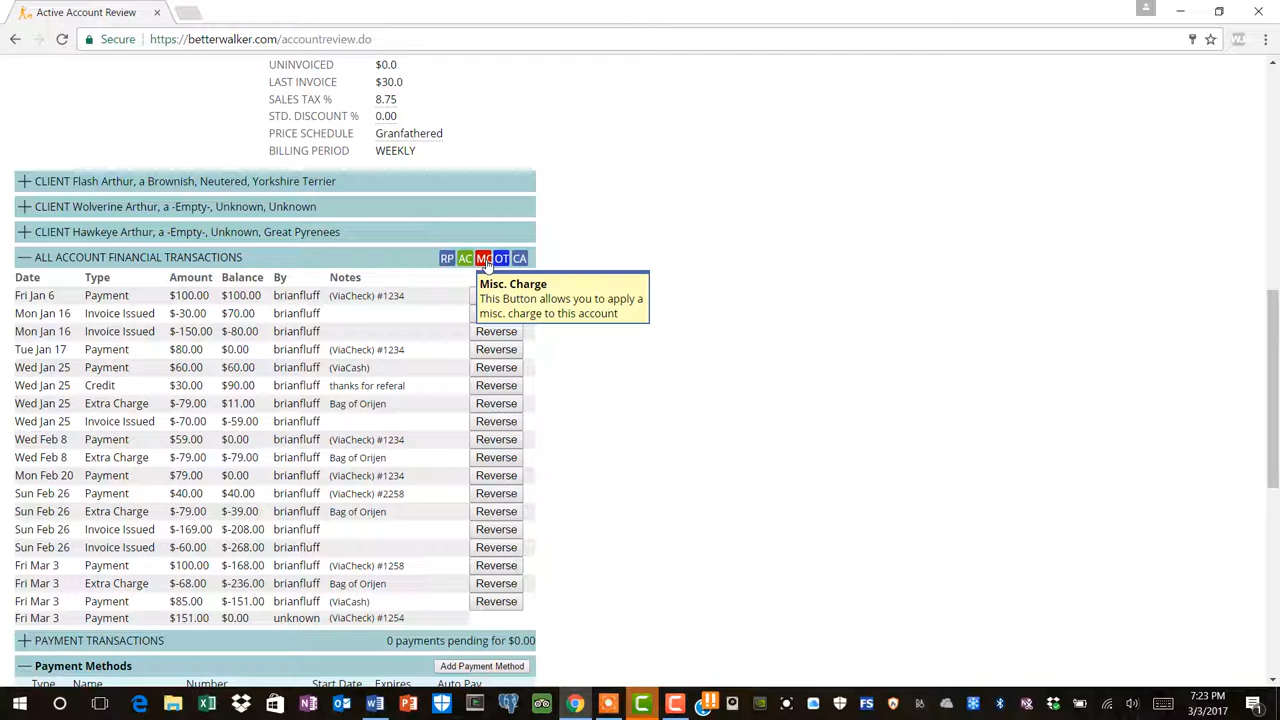 Active Account Review
Secure https://betterwalker.com/accountreview.do
UNINVOICED $0.0
LAST INVOICE $30.0
SALES TAX % 8.75
STD. DISCOUNT % 0.00
PRICE SCHEDULE Granfathered
BILLING PERIOD WEEKLY
CLIENT Flash Arthur, a Brownish, Neutered, Yorkshire Terrier
CLIENT Wolverine Arthur, a -Empty-, Unknown, Unknown
CLIENT Hawkeye Arthur, a -Empty-, Unknown, Great Pyrenees
ALL ACCOUNT FINANCIAL TRANSACTIONS RP AC MC OT CA
Date Type Amount Balance By Notes
Misc. Charge
This Button allows you to apply a
misc. charge to this account
Fri Jan 6 Payment $100.00 $100.00 brianfluff (ViaCheck) #1234
Mon Jan 16 Invoice Issued $-30.00 $70.00 brianfluff
Mon Jan 16 Invoice Issued $-150.00 $-80.00 brianfluff Reverse
Tue Jan 17 Payment $80.00 $0.00 brianfluff (ViaCheck) #1234 Reverse
Wed Jan 25 Payment $60.00 $60.00 brianfluff (ViaCash) Reverse
Wed Jan 25 Credit $30.00 $90.00 brianfluff thanks for referal Reverse
Wed Jan 25 Extra Charge $-79.00 $11.00 brianfluff Bag of Orijen Reverse
Wed Jan 25 Invoice Issued $-70.00 $-59.00 brianfluff Reverse
Wed Feb 8 Payment $59.00 $0.00 brianfluff (ViaCheck) #1234 Reverse
Wed Feb 8 Extra Charge $-79.00 $-79.00 brianfluff Bag of Orijen Reverse
Mon Feb 20 Payment $79.00 $0.00 brianfluff (ViaCheck) #1234 Reverse
Sun Feb 26 Payment $40.00 $40.00 brianfluff (ViaCheck) #2258 Reverse
Sun Feb 26 Extra Charge $-79.00 $-39.00 brianfluff Bag of Orijen Reverse
Sun Feb 26 Invoice Issued $-169.00 $-208.00 brianfluff Reverse
Sun Feb 26 Invoice Issued $-60.00 $-268.00 brianfluff Reverse
Fri Mar 3 Payment $100.00 $-168.00 brianfluff (ViaCheck) #1258 Reverse
Fri Mar 3 Extra Charge $-68.00 $-236.00 brianfluff Bag of Orijen Reverse
Fri Mar 3 Payment $85.00 $-151.00 brianfluff (ViaCash) Reverse
Fri Mar 3 Payment $151.00 $0.00 unknown (ViaCheck) #1254
PAYMENT TRANSACTIONS 0 payments pending for $0.00
Payment Methods Add Payment Method
Type Name Number Start Date Expires Auto Pay
7:23 PM
3/3/2017